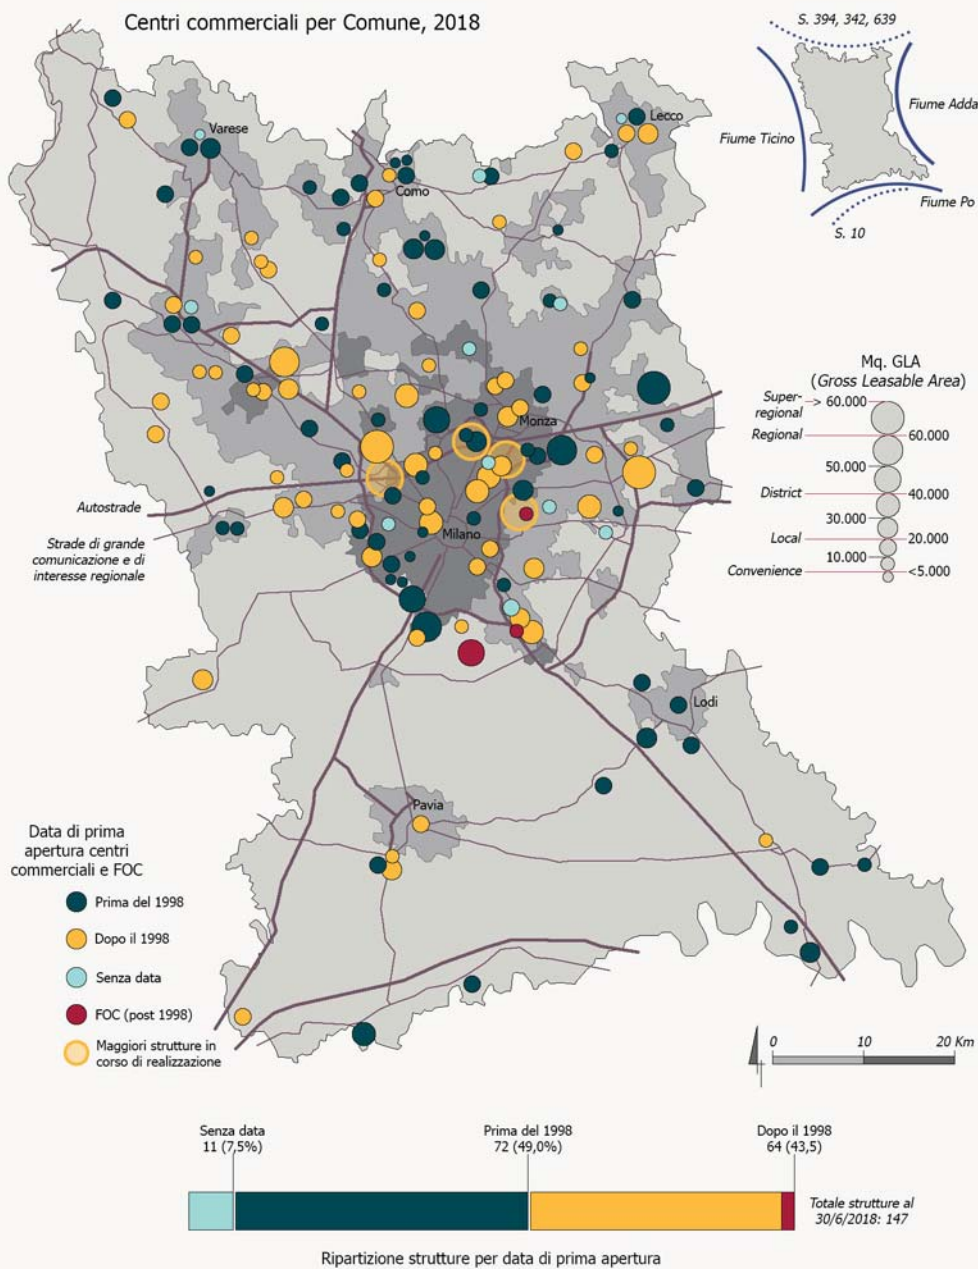 Centri commerciali per Comune, 2018
S. 394, 342, 639
Fiume Adda
Fiume Ticino
Fiume Po
S. 10
Varese
Lecco
Como
Monza
Milano
Lodi
Pavia
Autostrade
Strade di grande
comunicazione e di
interesse regionale
Mq. GLA
(Gross Leasable Area)
Super-
regional
> 60.000
Regional
60.000
50.000
District
40.000
30.000
Local
20.000
10.000
Convenience
<5.000
Data di prima
apertura centri
commerciali e FOC
Prima del 1998
Dopo il 1998
Senza data
FOC (post 1998)
Maggiori strutture in
corso di realizzazione
0
10
20 Km
Senza data
11 (7,5%)
Prima del 1998
72 (49,0%)
Dopo il 1998
64 (43,5)
Totale strutture al
30/6/2018: 147
Ripartizione strutture per data di prima apertura